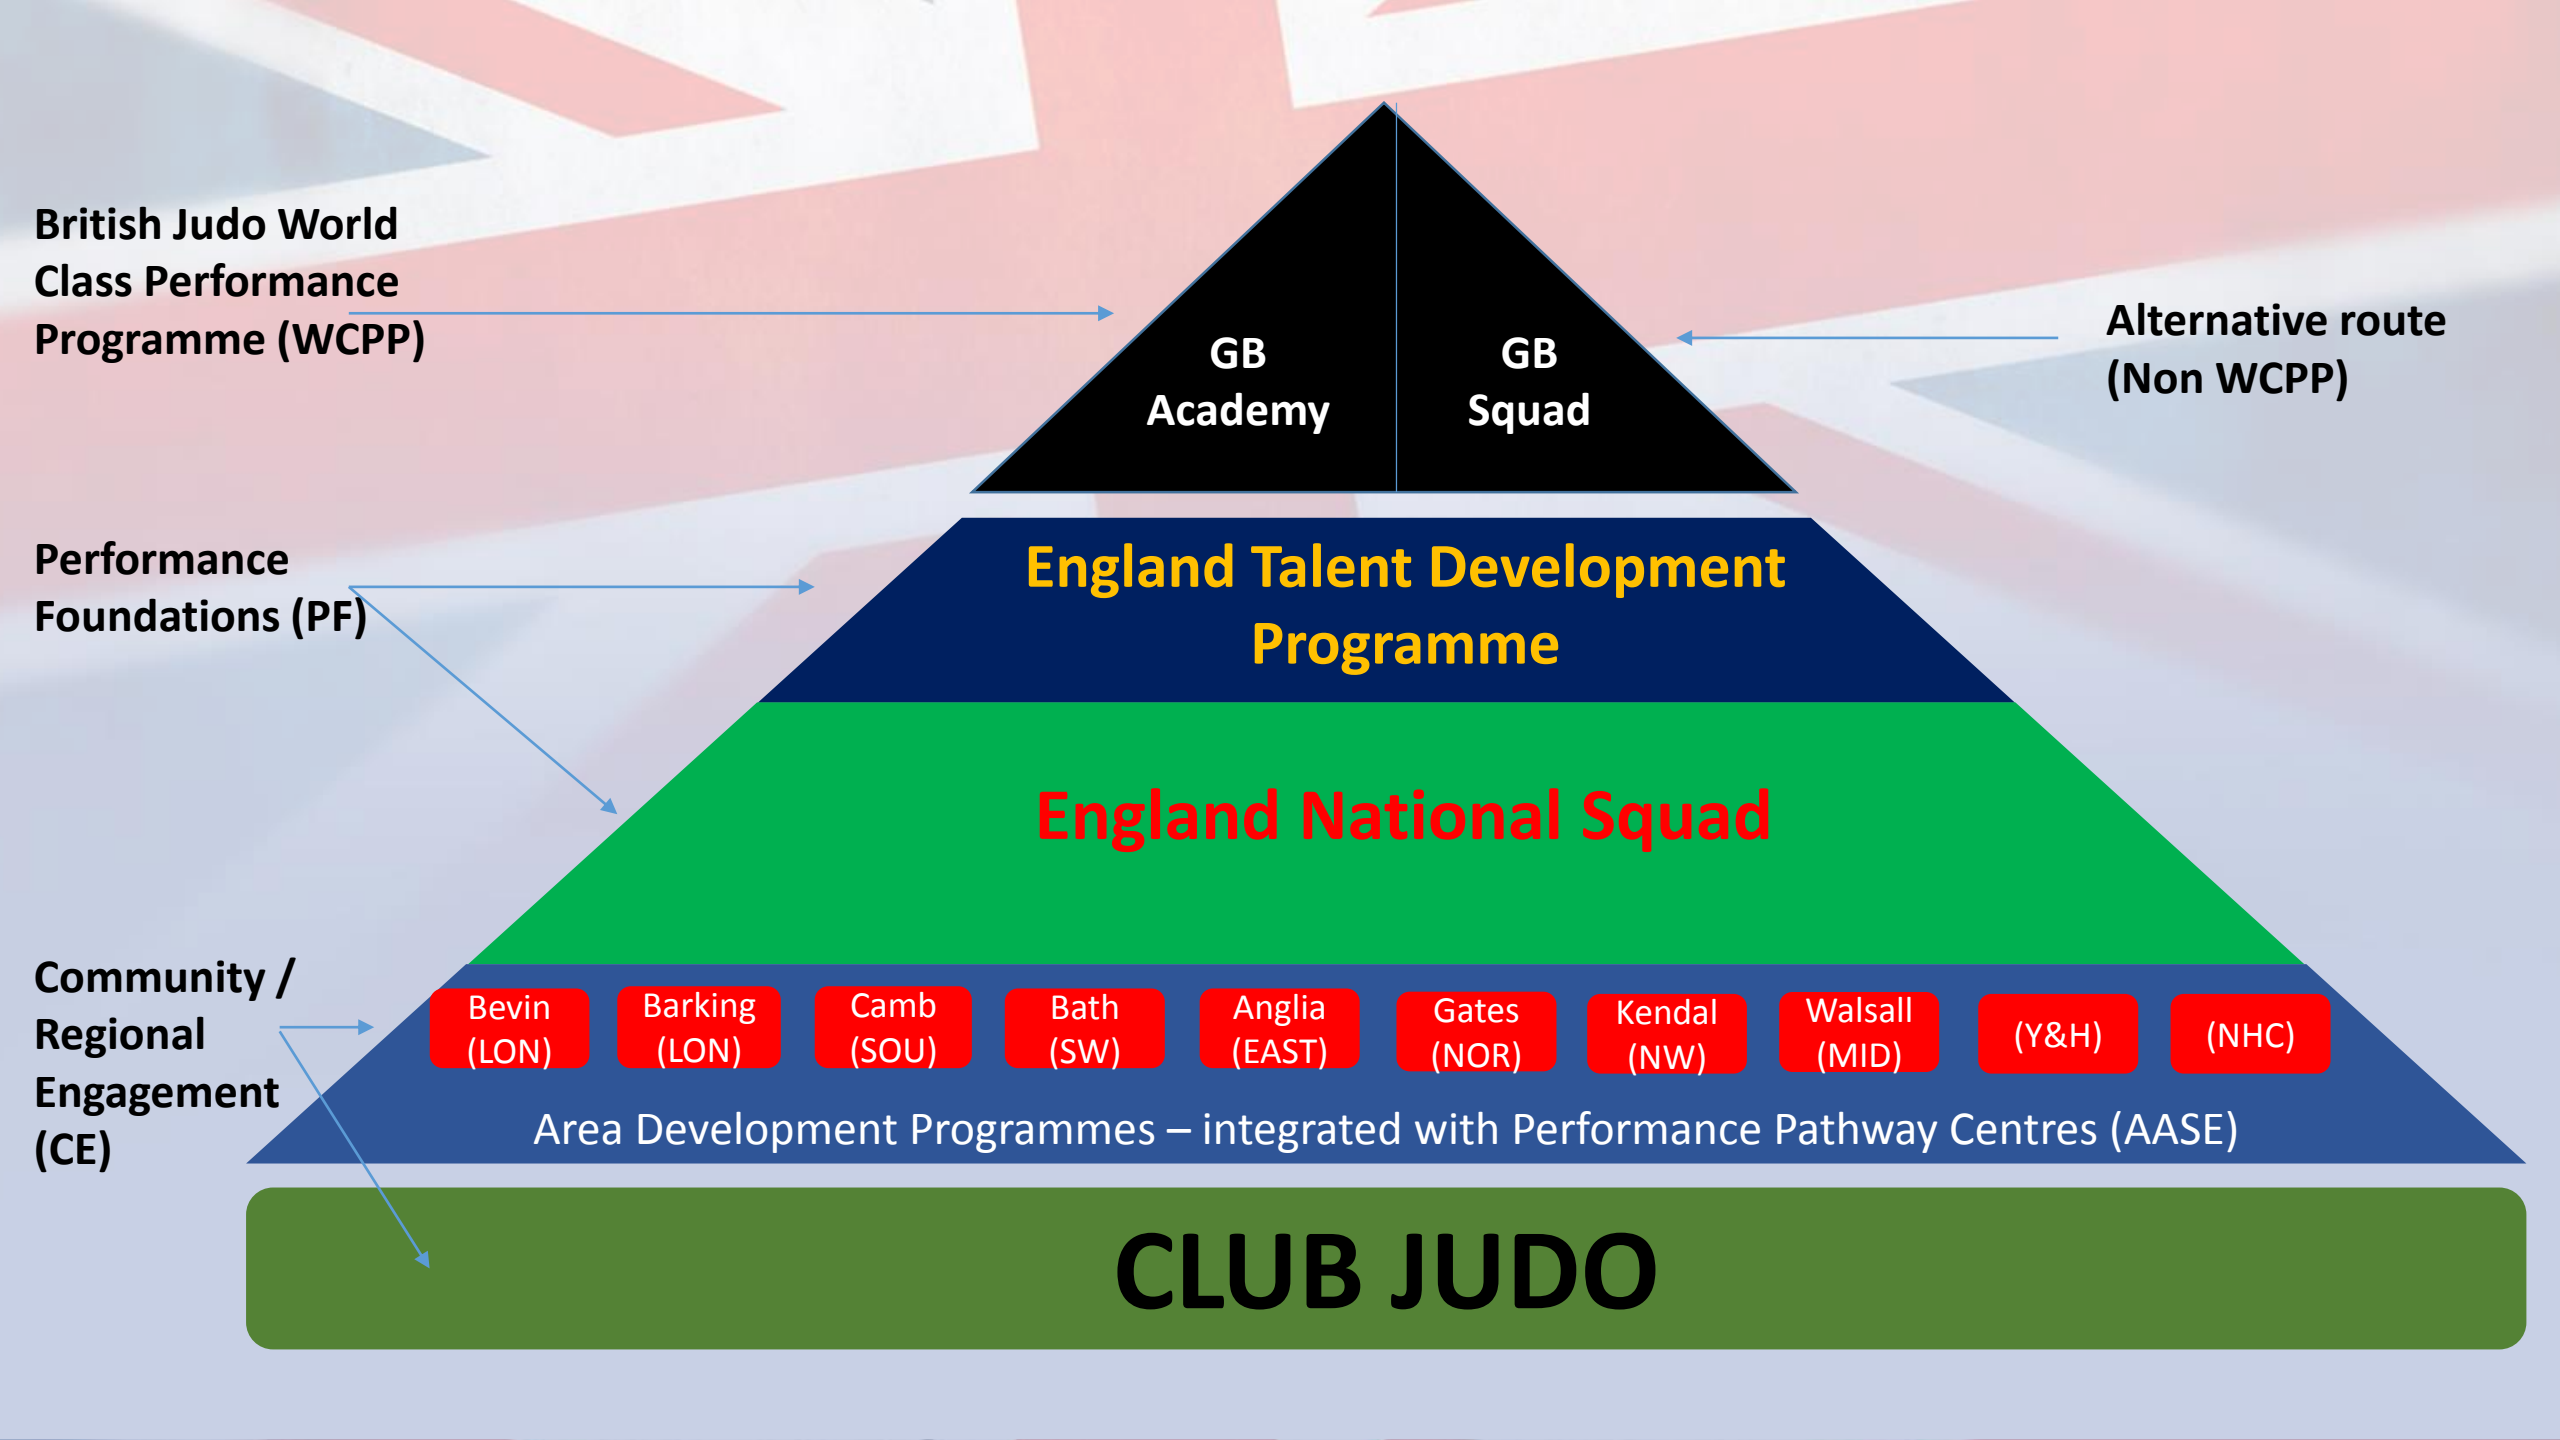 British Judo World
Class Performance
Programme (WCPP)
GB
Academy
GB
Squad
Alternative route
(Non WCPP)
Performance
Foundations (PF)
England Talent Development
Programme
England National Squad
Community /
Regional
Engagement
(CE)
Bevin
(LON)
Barking
(LON)
Camb
(SOU)
Bath
(SW)
Anglia
(EAST)
Gates
(NOR)
Kendal
(NW)
Walsall
(MID)
(Y&H)
(NHC)
Area Development Programmes – integrated with Performance Pathway Centres (AASE)
CLUB JUDO